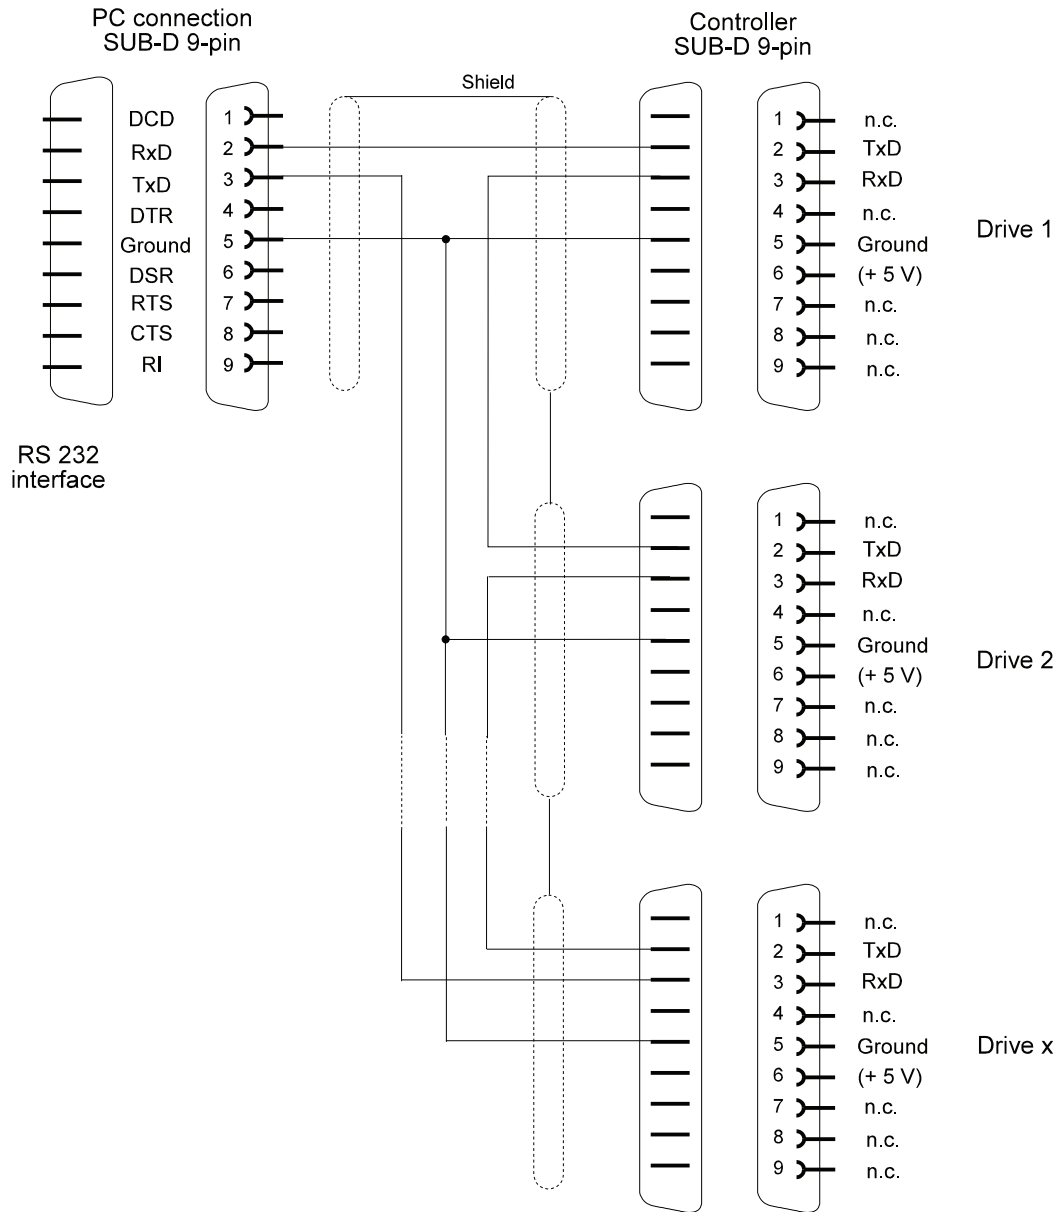 PC connection
SUB-D 9-pin
Controller
SUB-D 9-pin
Shield
DCD 1
RxD 2
TxD 3
DTR 4
Ground 5
DSR 6
RTS 7
CTS 8
RI 9
RS 232
interface
1 n.c.
2 TxD
3 RxD
4 n.c.
5 Ground
6 (+ 5 V)
7 n.c.
8 n.c.
9 n.c.
Drive 1
1 n.c.
2 TxD
3 RxD
4 n.c.
5 Ground
6 (+ 5 V)
7 n.c.
8 n.c.
9 n.c.
Drive 2
1 n.c.
2 TxD
3 RxD
4 n.c.
5 Ground
6 (+ 5 V)
7 n.c.
8 n.c.
9 n.c.
Drive x